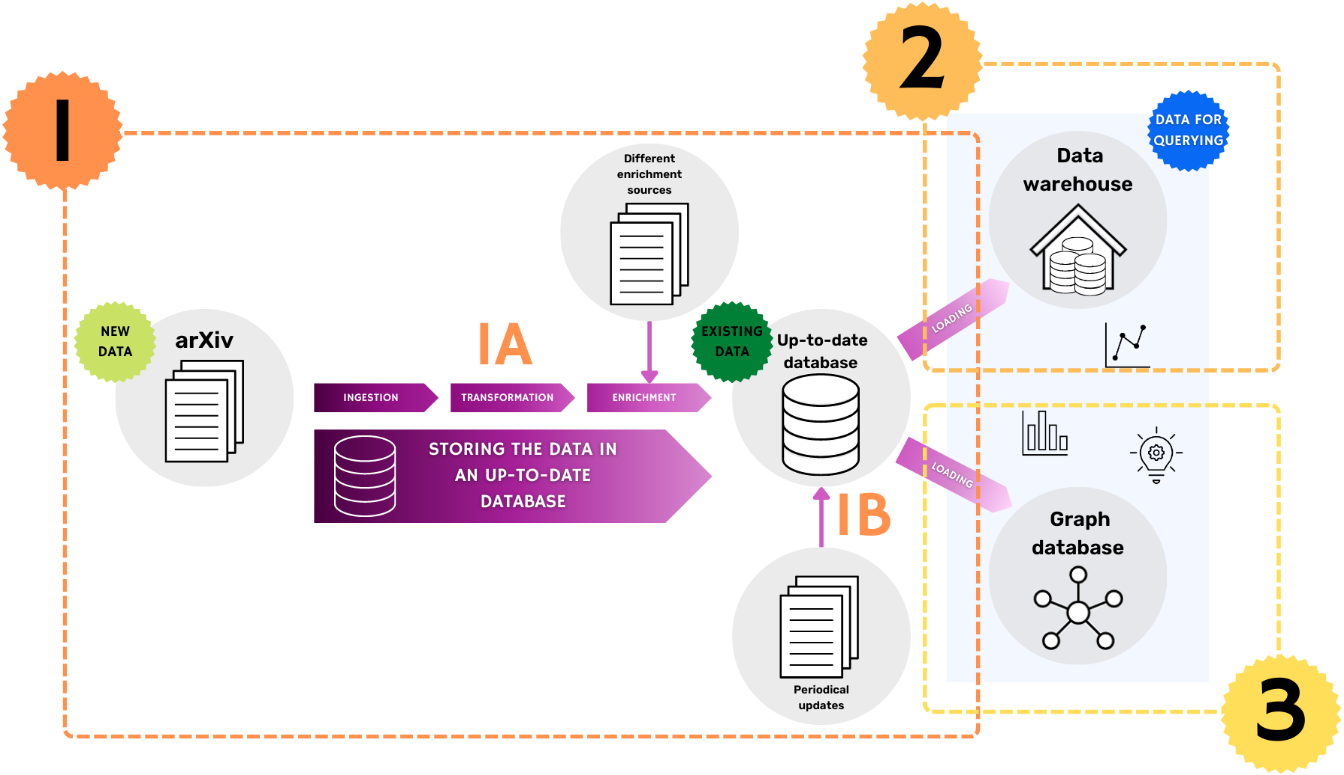 1
2
3
DATA FOR
QUERYING
Data
warehouse
Different
enrichment
sources
NEW
DATA
arXiv
IA
EXISTING
DATA
Up-to-date
database
LOADING
INGESTION
TRANSFORMATION
ENRICHMENT
STORING THE DATA IN
AN UP-TO-DATE
DATABASE
LOADING
IB
Graph
database
Periodical
updates